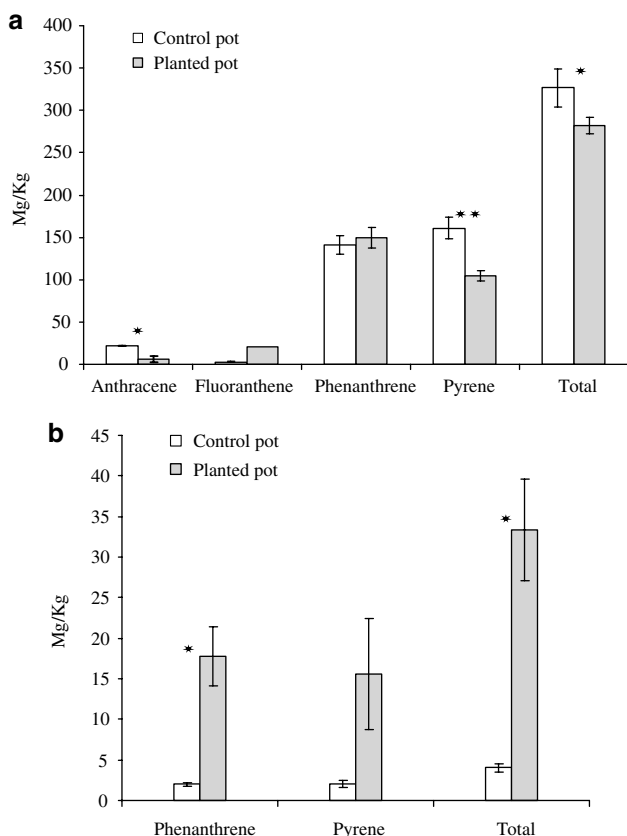 a
400
Control pot
350
Planted pot
300
250
Mg/Kg
200
150
100
50
0
Anthracene Fluoranthene Phenanthrene Pyrene Total
b
45
Control pot
40
Planted pot
35
30
25
Mg/Kg
20
15
10
5
0
Phenanthrene Pyrene Total